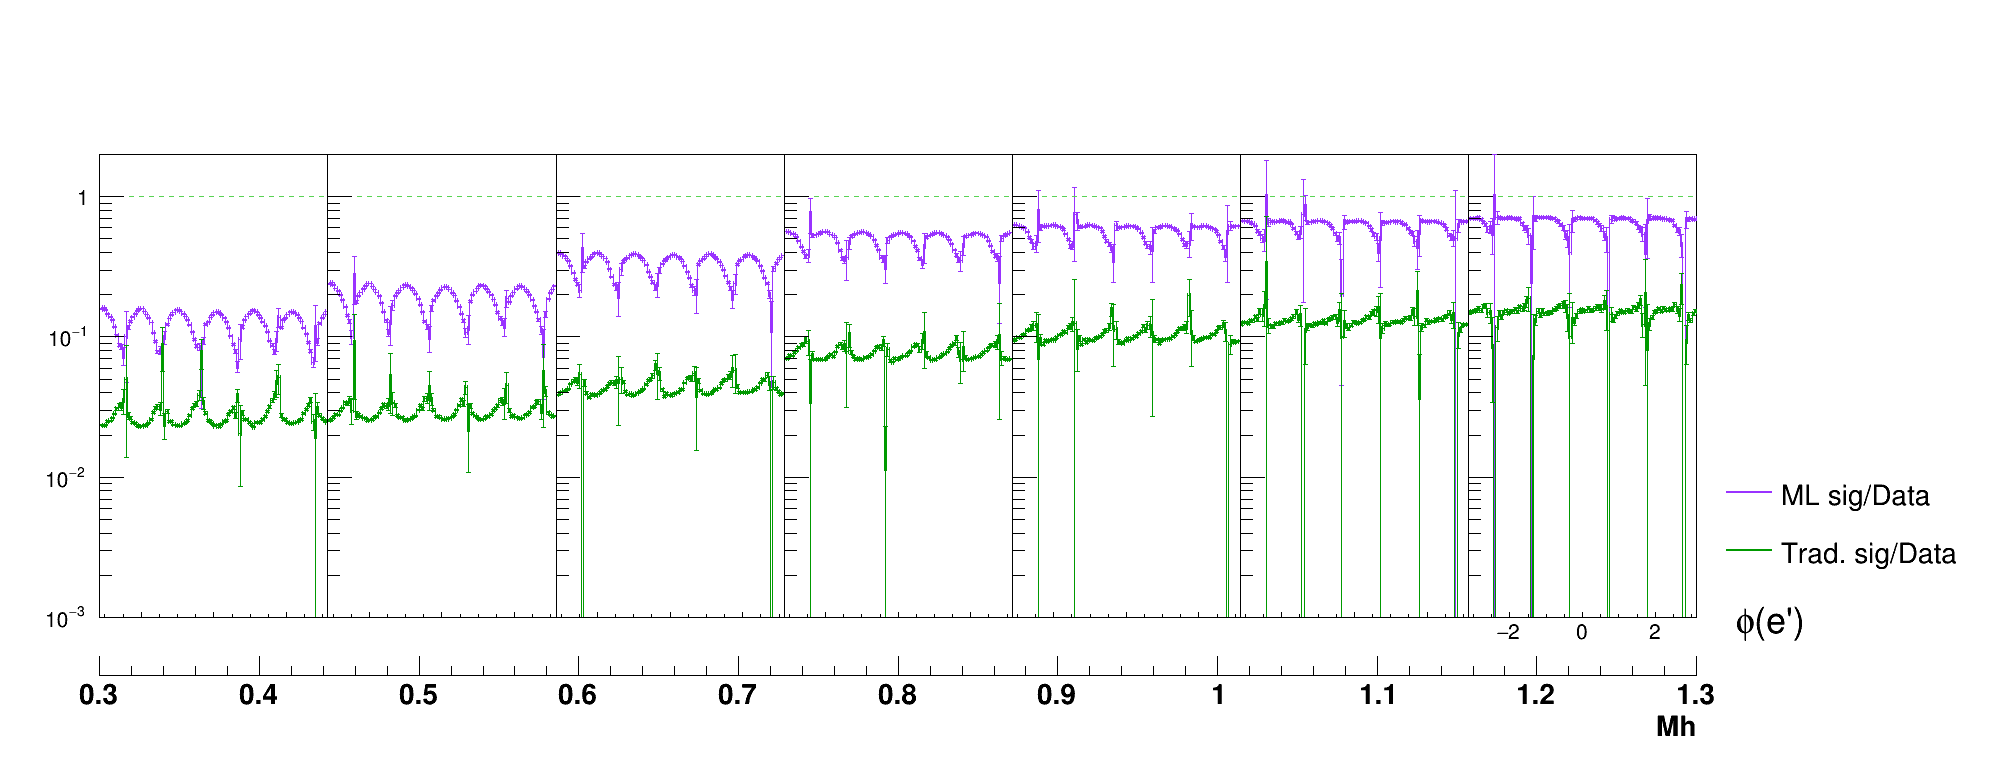 1
10⁻¹
10⁻²
10⁻³
ML sig/Data
Trad. sig/Data
−2 0 2
ϕ(e')
0.3 0.4 0.5 0.6 0.7 0.8 0.9 1 1.1 1.2 1.3
Mh